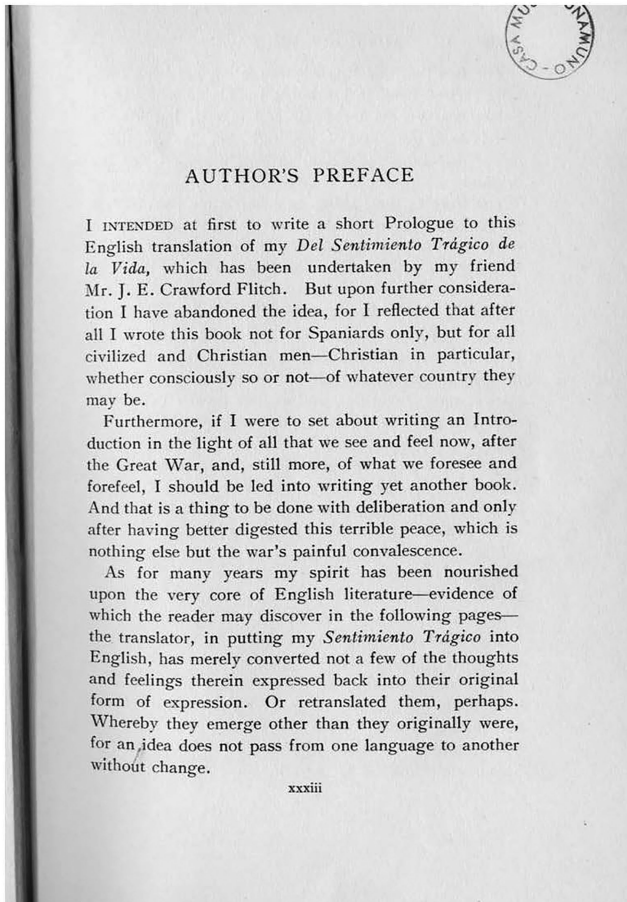 CASA MU UNAMUNO -
AUTHOR'S PREFACE
I INTENDED at first to write a short Prologue to this
English translation of my Del Sentimiento Trágico de
la Vida, which has been undertaken by my friend
Mr. J. E. Crawford Flitch. But upon further considera-
tion I have abandoned the idea, for I reflected that after
all I wrote this book not for Spaniards only, but for all
civilized and Christian men—Christian in particular,
whether consciously so or not—of whatever country they
may be.
Furthermore, if I were to set about writing an Intro-
duction in the light of all that we see and feel now, after
the Great War, and, still more, of what we foresee and
forefeel, I should be led into writing yet another book.
And that is a thing to be done with deliberation and only
after having better digested this terrible peace, which is
nothing else but the war's painful convalescence.
As for many years my spirit has been nourished
upon the very core of English literature—evidence of
which the reader may discover in the following pages—
the translator, in putting my Sentimiento Trágico into
English, has merely converted not a few of the thoughts
and feelings therein expressed back into their original
form of expression. Or retranslated them, perhaps.
Whereby they emerge other than they originally were,
for an idea does not pass from one language to another
without change.
xxxiii